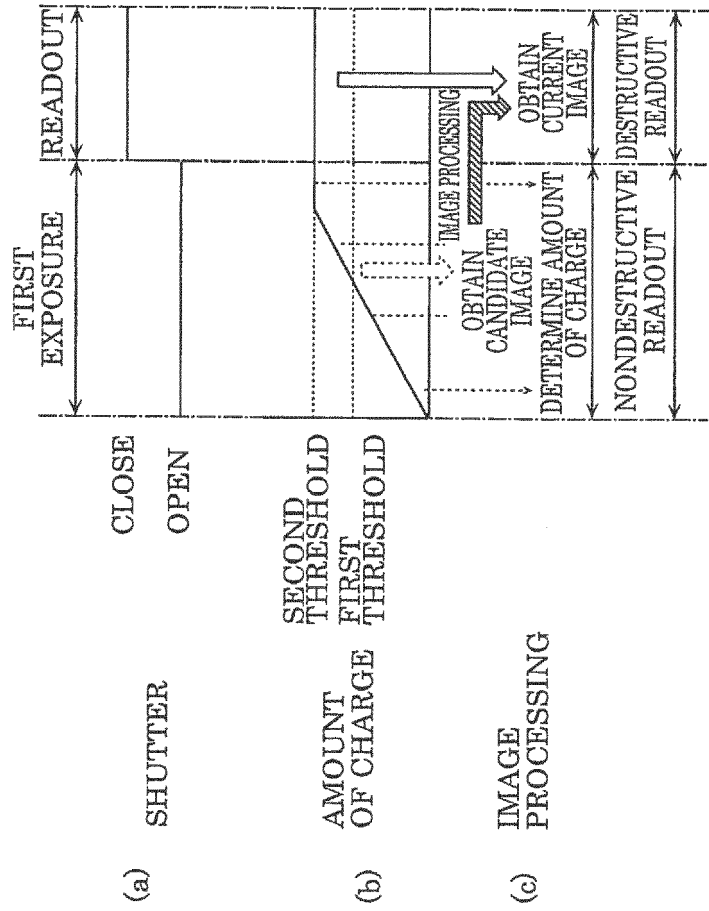 FIRST
EXPOSURE
READOUT
(a)
SHUTTER
CLOSE
OPEN
(b)
AMOUNT
OF CHARGE
SECOND
THRESHOLD
FIRST
THRESHOLD
(c)
IMAGE
PROCESSING
IMAGE PROCESSING
OBTAIN
CANDIDATE
IMAGE
OBTAIN
CURRENT
IMAGE
DETERMINE AMOUNT
OF CHARGE
NONDESTRUCTIVE
READOUT
DESTRUCTIVE
READOUT